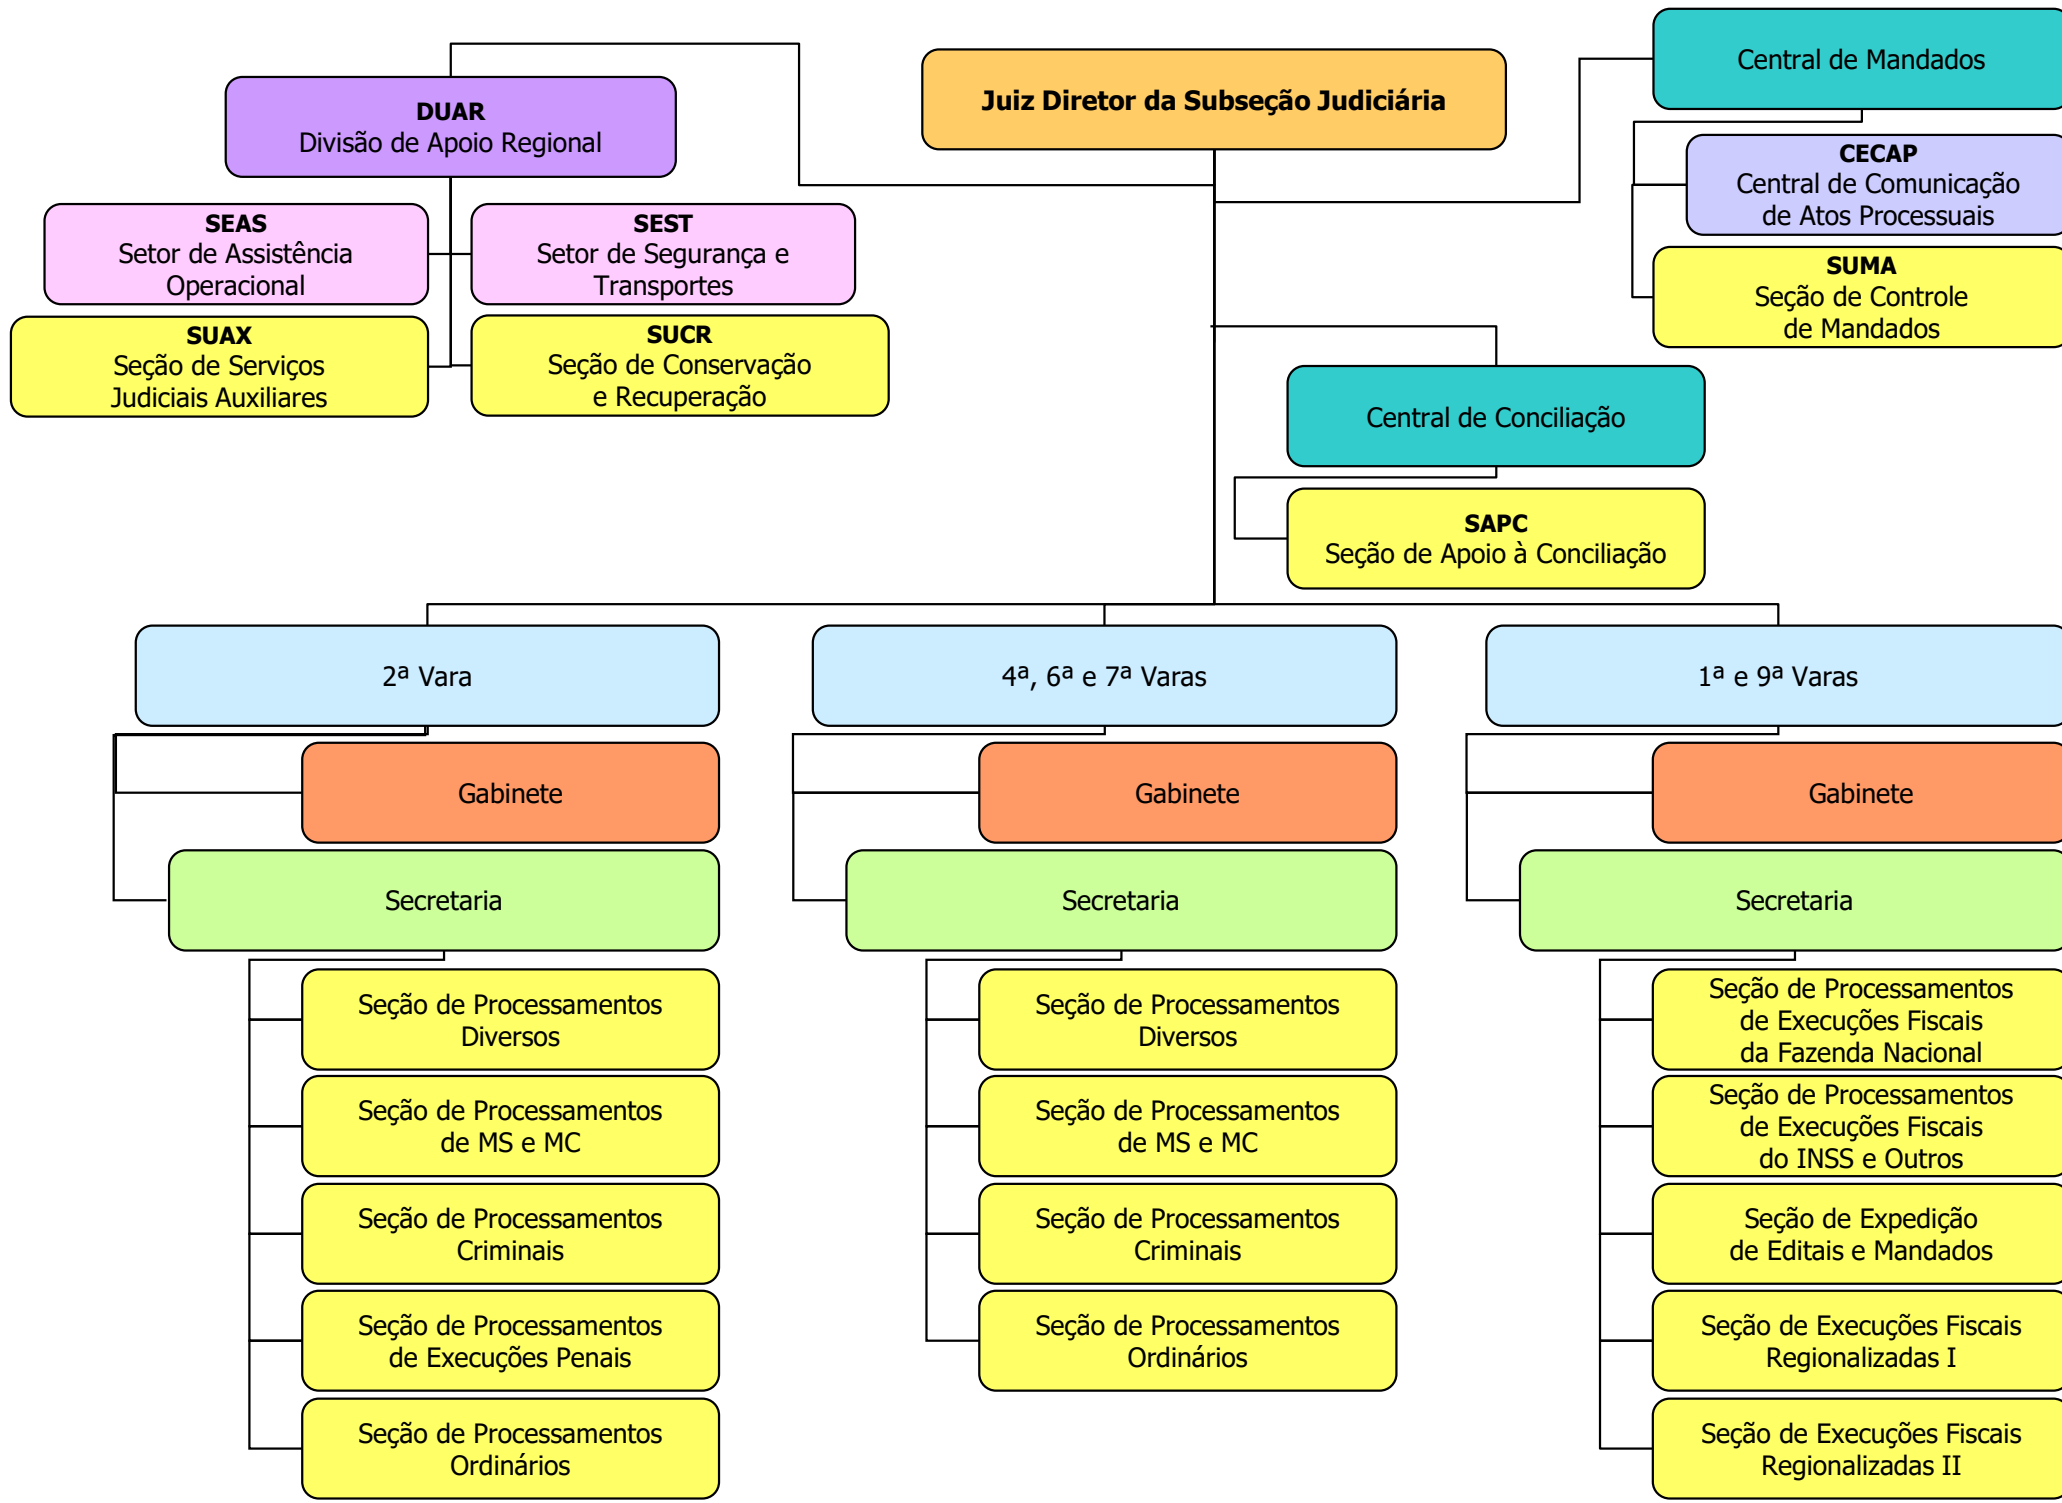 Juiz Diretor da Subseção Judiciária
DUAR
Divisão de Apoio Regional
SEAS
Setor de Assistência
Operacional
SEST
Setor de Segurança e
Transportes
SUAX
Seção de Serviços
Judiciais Auxiliares
SUCR
Seção de Conservação
e Recuperação
Central de Mandados
CECAP
Central de Comunicação
de Atos Processuais
SUMA
Seção de Controle
de Mandados
Central de Conciliação
SAPC
Seção de Apoio à Conciliação
2ª Vara
Gabinete
Secretaria
Seção de Processamentos
Diversos
Seção de Processamentos
de MS e MC
Seção de Processamentos
Criminais
Seção de Processamentos
de Execuções Penais
Seção de Processamentos
Ordinários
4ª, 6ª e 7ª Varas
Gabinete
Secretaria
Seção de Processamentos
Diversos
Seção de Processamentos
de MS e MC
Seção de Processamentos
Criminais
Seção de Processamentos
Ordinários
1ª e 9ª Varas
Gabinete
Secretaria
Seção de Processamentos
de Execuções Fiscais
da Fazenda Nacional
Seção de Processamentos
de Execuções Fiscais
do INSS e Outros
Seção de Expedição
de Editais e Mandados
Seção de Execuções Fiscais
Regionalizadas I
Seção de Execuções Fiscais
Regionalizadas II